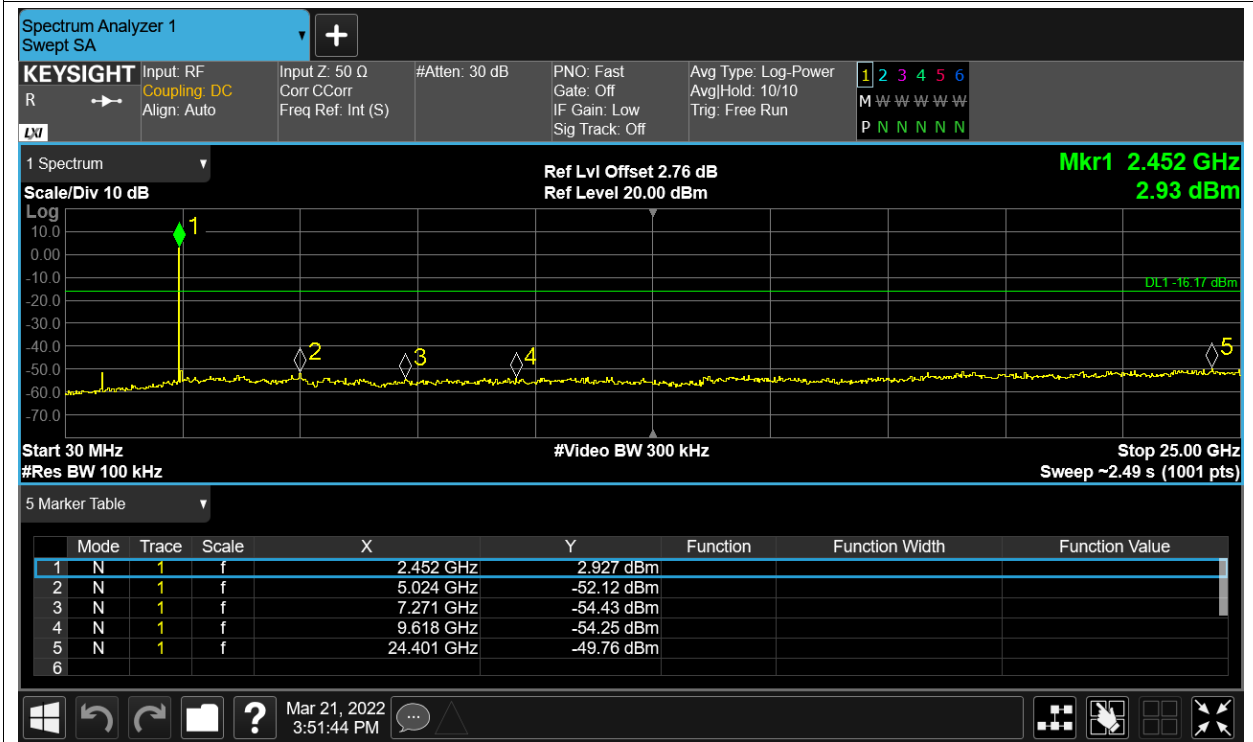 Spectrum Analyzer 1
Swept SA
+
KEYSIGHT
R
LXI
Input: RF
Coupling: DC
Align: Auto
Input Z: 50 Ω
Corr CCorr
Freq Ref: Int (S)
#Atten: 30 dB
PNO: Fast
Gate: Off
IF Gain: Low
Sig Track: Off
Avg Type: Log-Power
Avg|Hold: 10/10
Trig: Free Run
1 2 3 4 5 6
M W W W W W
P N N N N N
1 Spectrum
Scale/Div 10 dB
Ref Lvl Offset 2.76 dB
Ref Level 20.00 dBm
Mkr1 2.452 GHz
2.93 dBm
Log
10.0
0.00
-10.0
-20.0
-30.0
-40.0
-50.0
-60.0
-70.0
1
2
3
4
5
DL1 -16.17 dBm
Start 30 MHz
#Res BW 100 kHz
#Video BW 300 kHz
Stop 25.00 GHz
Sweep ~2.49 s (1001 pts)
5 Marker Table
Mode Trace Scale X Y Function Function Width Function Value
1 N 1 f 2.452 GHz 2.927 dBm
2 N 1 f 5.024 GHz -52.12 dBm
3 N 1 f 7.271 GHz -54.43 dBm
4 N 1 f 9.618 GHz -54.25 dBm
5 N 1 f 24.401 GHz -49.76 dBm
6
?
Mar 21, 2022
3:51:44 PM